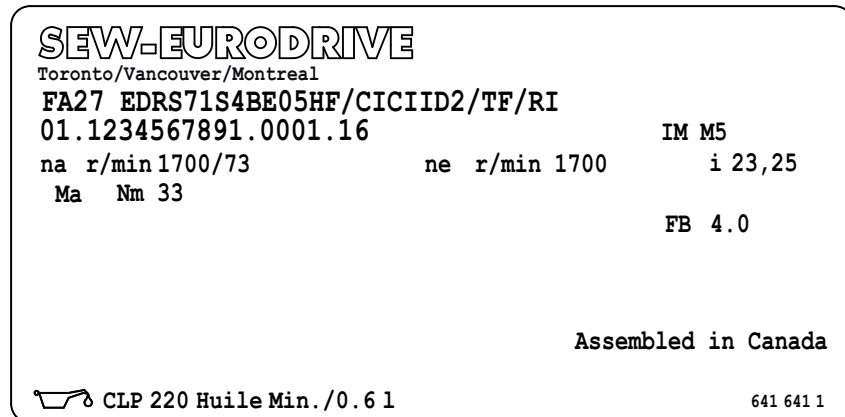 SEW-EURODRIVE
Toronto/Vancouver/Montreal
FA27 EDRS71S4BE05HF/CICIID2/TF/RI
01.1234567891.0001.16 IM M5
na r/min 1700/73 ne r/min 1700 i 23,25
Ma Nm 33
FB 4.0
Assembled in Canada
CLP 220 Huile Min./0.6 l 641 641 1